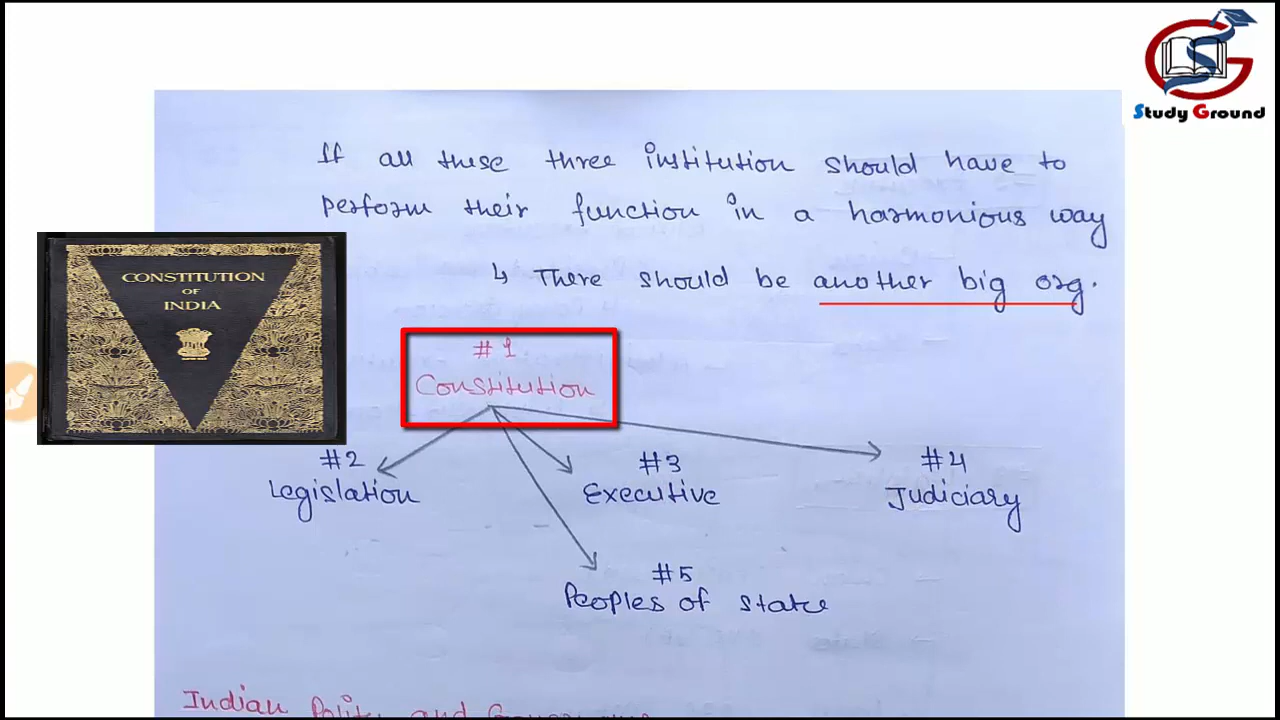 Study Ground
If all these three institution should have to
perform their function in a harmonious way
↳ There should be another big org.
CONSTITUTION
OF
INDIA
#1
Constitution
#2
Legislation
#3
Executive
#4
Judiciary
#5
Peoples of state
Indian Polity and